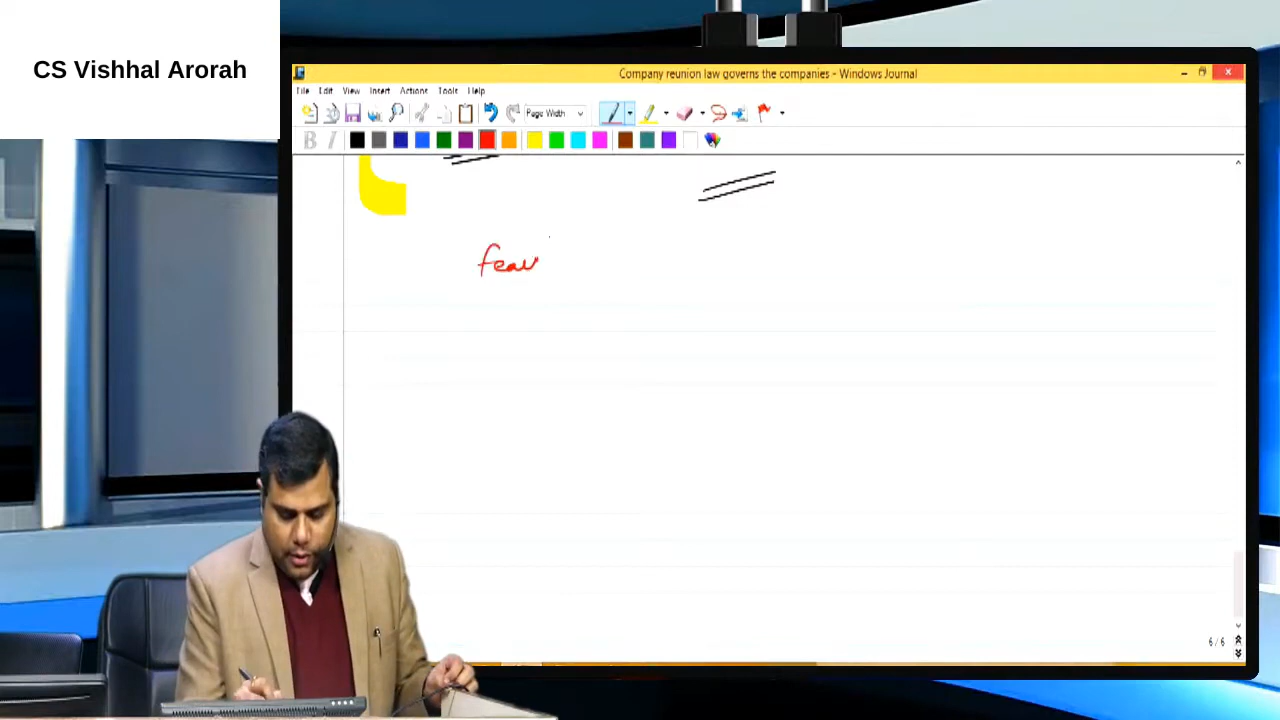 CS Vishhal Arorah
Company reunion law governs the companies - Windows Journal
File Edit View Insert Actions Tools Help
Page Width
B I
feau
6 / 6